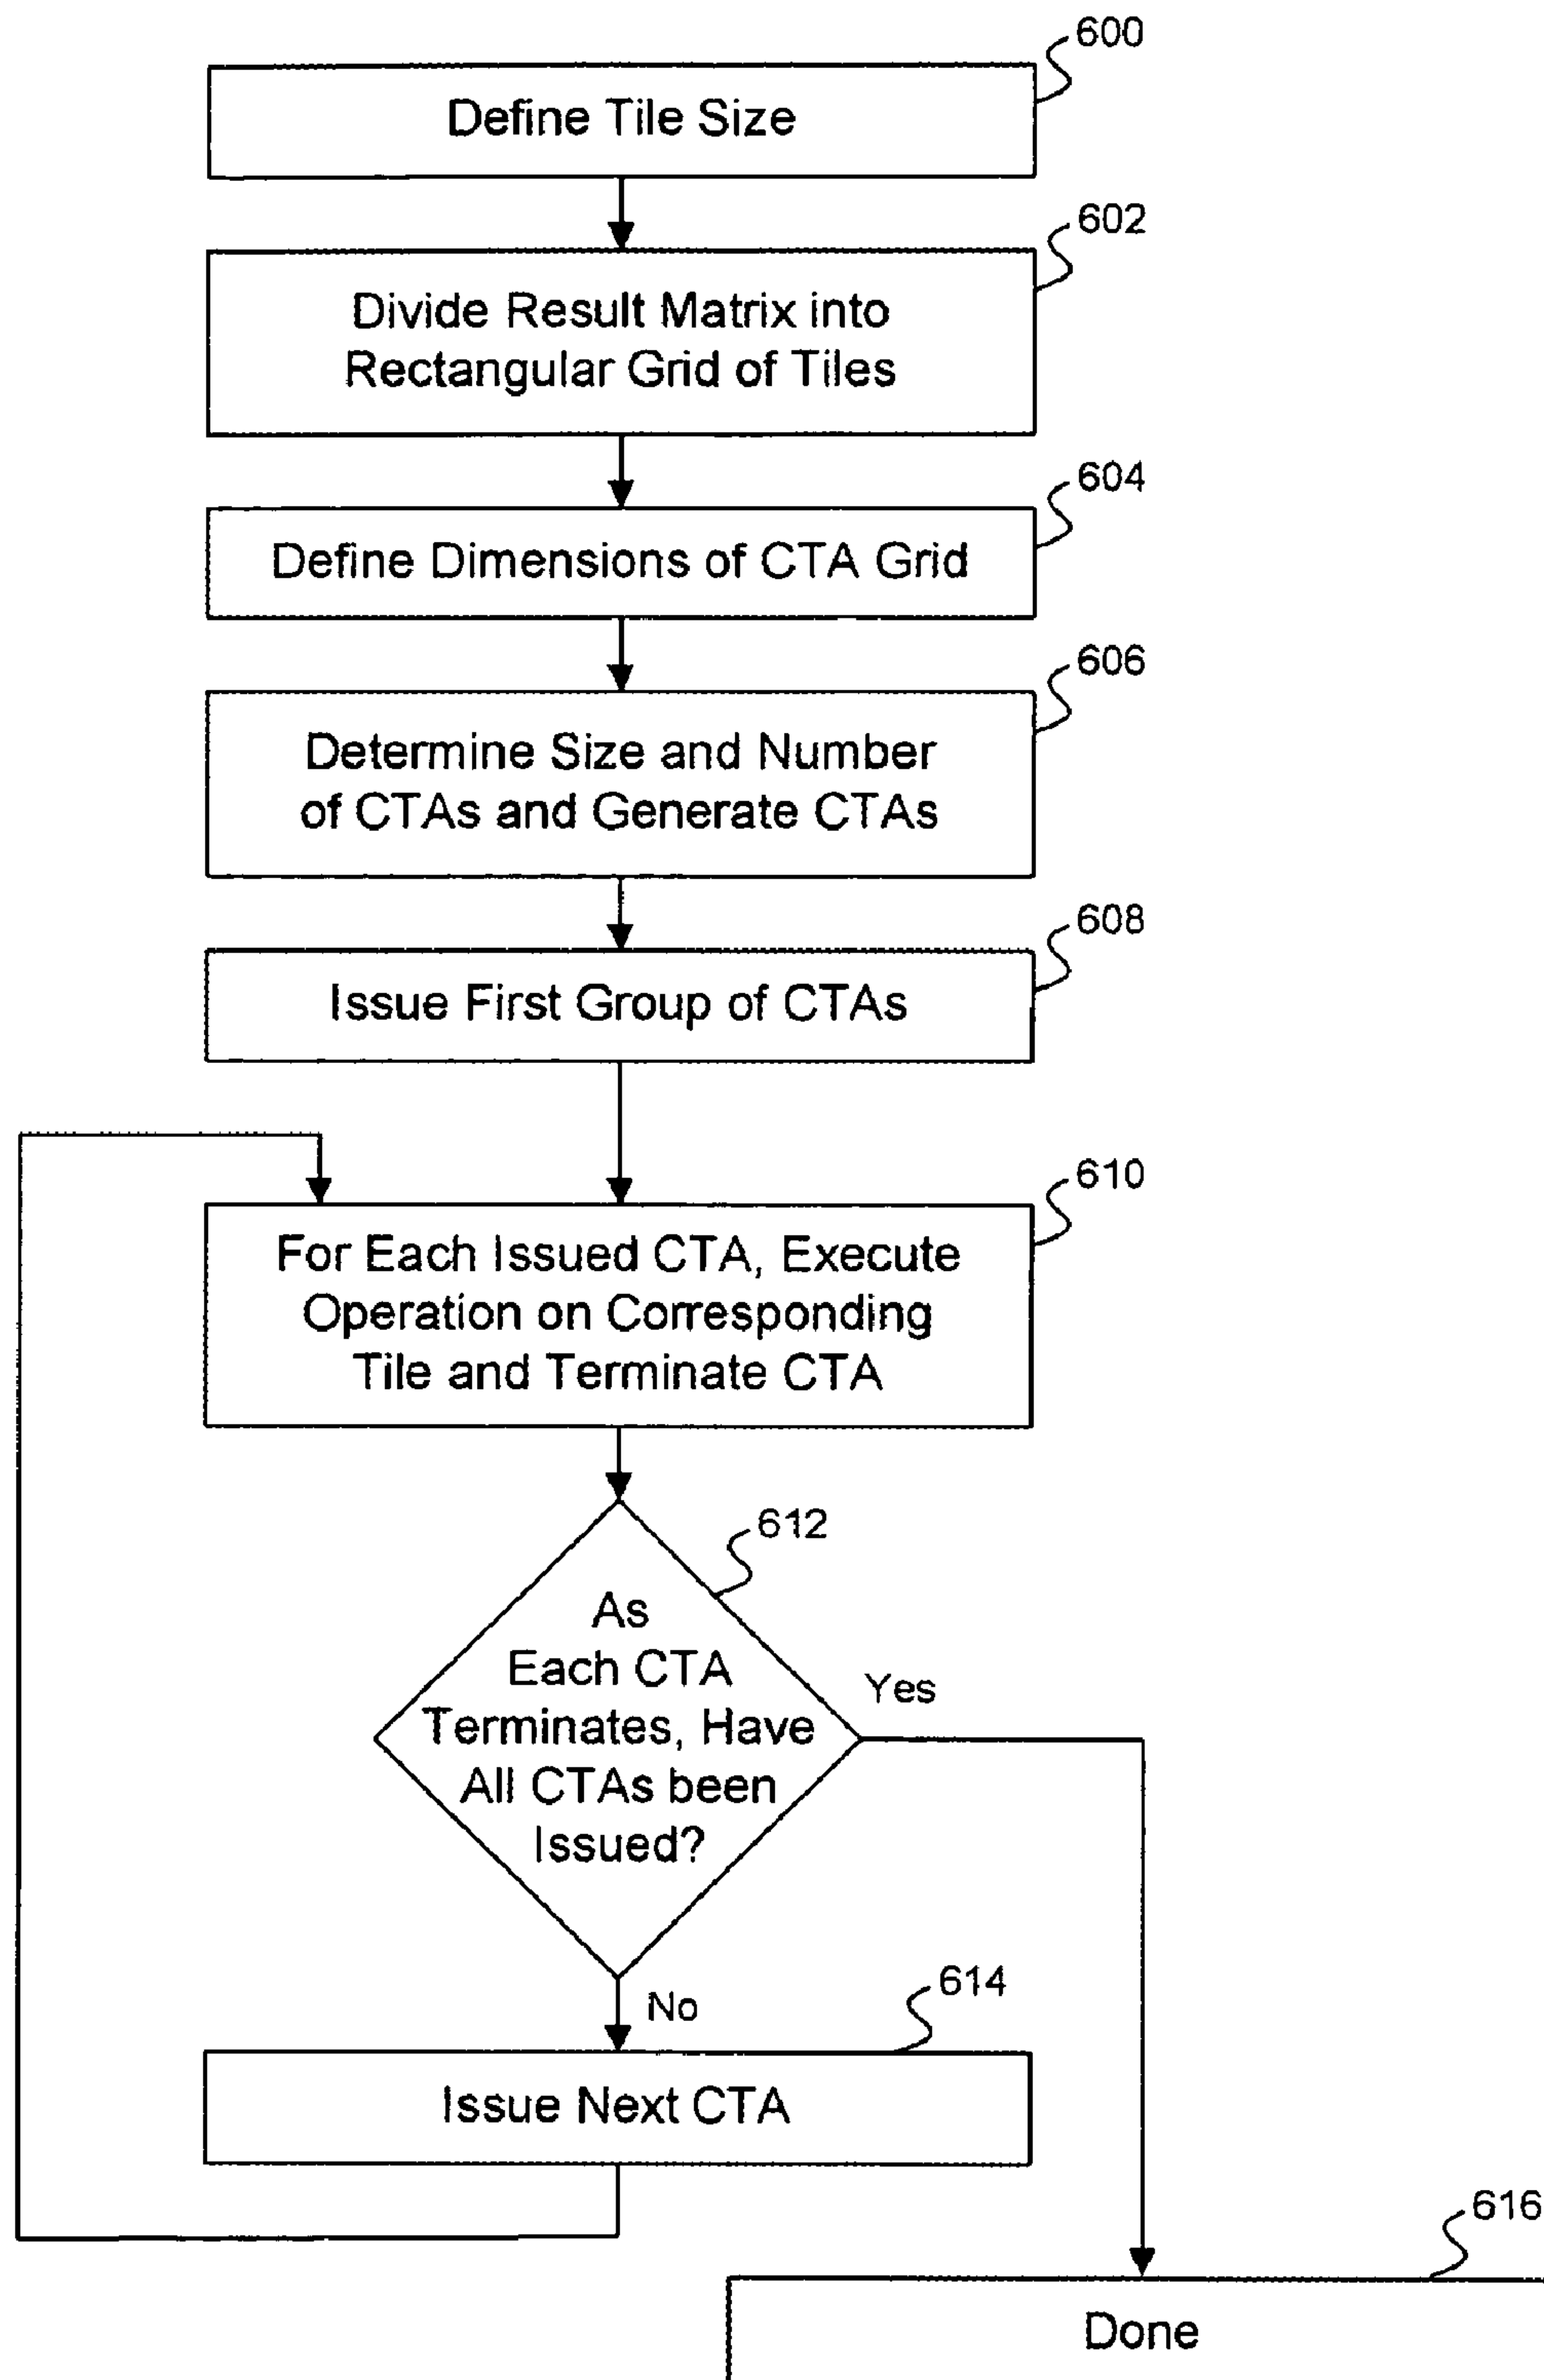 600
Define Tile Size
602
Divide Result Matrix into
Rectangular Grid of Tiles
604
Define Dimensions of CTA Grid
606
Determine Size and Number
of CTAs and Generate CTAs
608
Issue First Group of CTAs
610
For Each Issued CTA, Execute
Operation on Corresponding
Tile and Terminate CTA
612
As
Each CTA
Terminates, Have
All CTAs been
Issued?
Yes
No
614
Issue Next CTA
616
Done